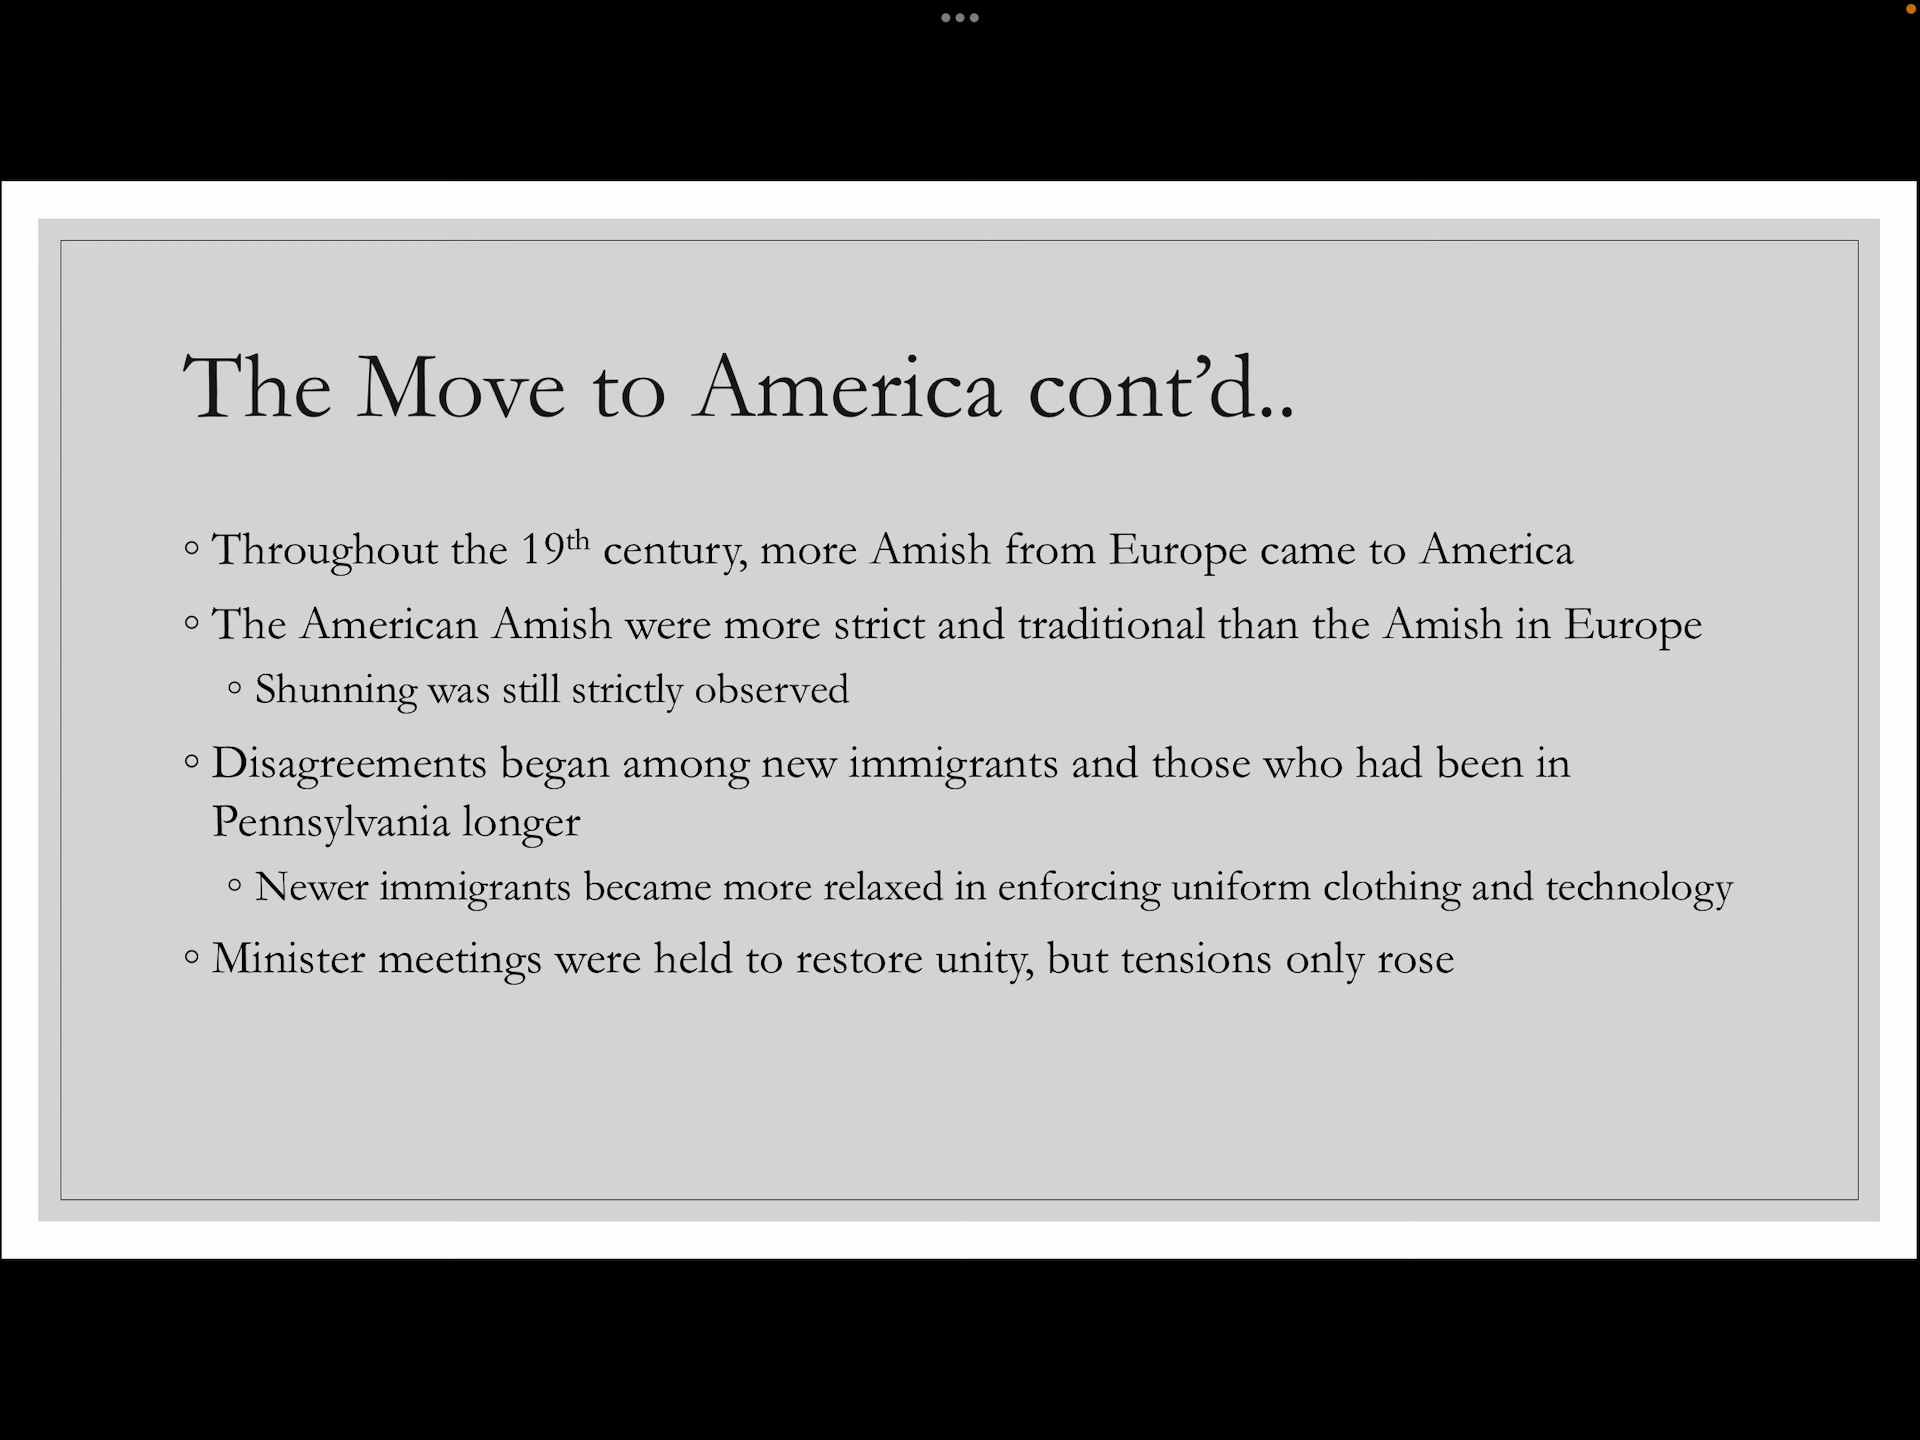 The Move to America cont’d..
◦ Throughout the 19th century, more Amish from Europe came to America
◦ The American Amish were more strict and traditional than the Amish in Europe
◦ Shunning was still strictly observed
◦ Disagreements began among new immigrants and those who had been in
Pennsylvania longer
◦ Newer immigrants became more relaxed in enforcing uniform clothing and technology
◦ Minister meetings were held to restore unity, but tensions only rose